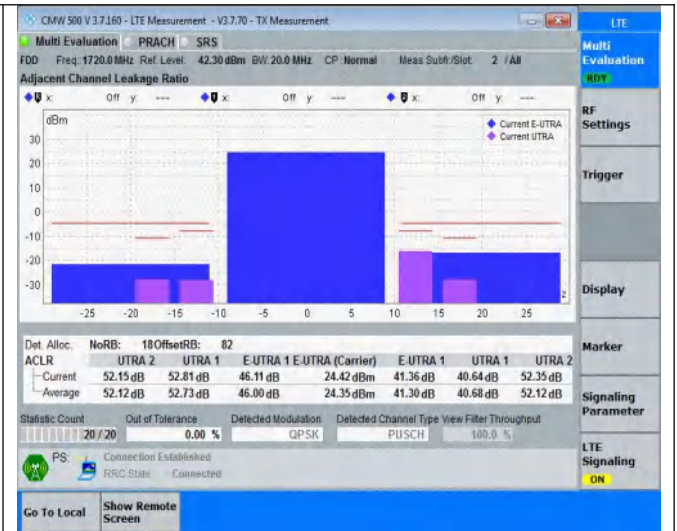 CMW 500 V 3.7.160 - LTE Measurement - V3.7.70 - TX Measurement
LTE
Multi Evaluation PRACH SRS
Multi Evaluation
RDY
FDD Freq.:1720.0 MHz Ref. Level: 42.30 dBm BW: 20.0 MHz CP: Normal Meas Subfr./Slot: 2 /All
Adjacent Channel Leakage Ratio
x: Off y: --- x: Off y: --- x: Off y: ---
dBm
Current E-UTRA
Current UTRA
30
20
10
0
-10
-20
-30
2
-25 -20 -15 -10 -5 0 5 10 15 20 25
RF Settings
Trigger
Display
Marker
Signaling Parameter
LTE Signaling
ON
Det. Alloc. NoRB: 18 OffsetRB: 82
ACLR UTRA 2 UTRA 1 E-UTRA 1 E-UTRA (Carrier) E-UTRA 1 UTRA 1 UTRA 2
Current 52.15 dB 52.81 dB 46.11 dB 24.42 dBm 41.36 dB 40.64 dB 52.35 dB
Average 52.12 dB 52.73 dB 46.00 dB 24.35 dBm 41.30 dB 40.68 dB 52.12 dB
Statistic Count Out of Tolerance Detected Modulation Detected Channel Type View Filter Throughput
20 / 20 0.00 % QPSK PUSCH 100.0 %
PS: Connection Established
RRC State Connected
Go To Local
Show Remote Screen